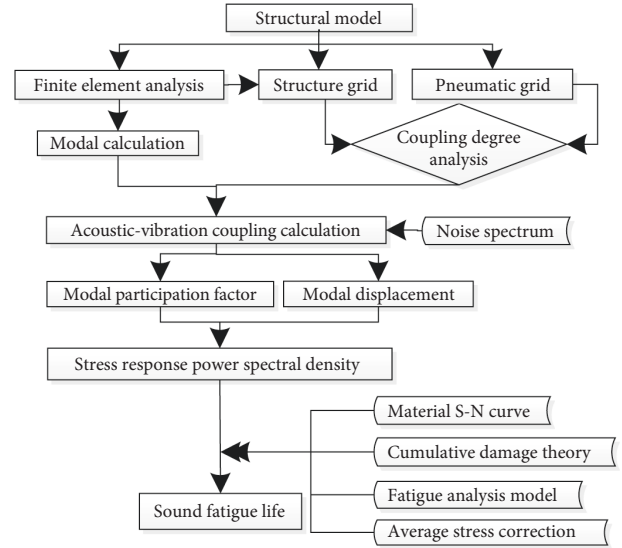 Structural model
Finite element analysis
Structure grid
Pneumatic grid
Modal calculation
Coupling degree
analysis
Acoustic-vibration coupling calculation
Noise spectrum
Modal participation factor
Modal displacement
Stress response power spectral density
Material S-N curve
Cumulative damage theory
Fatigue analysis model
Sound fatigue life
Average stress correction